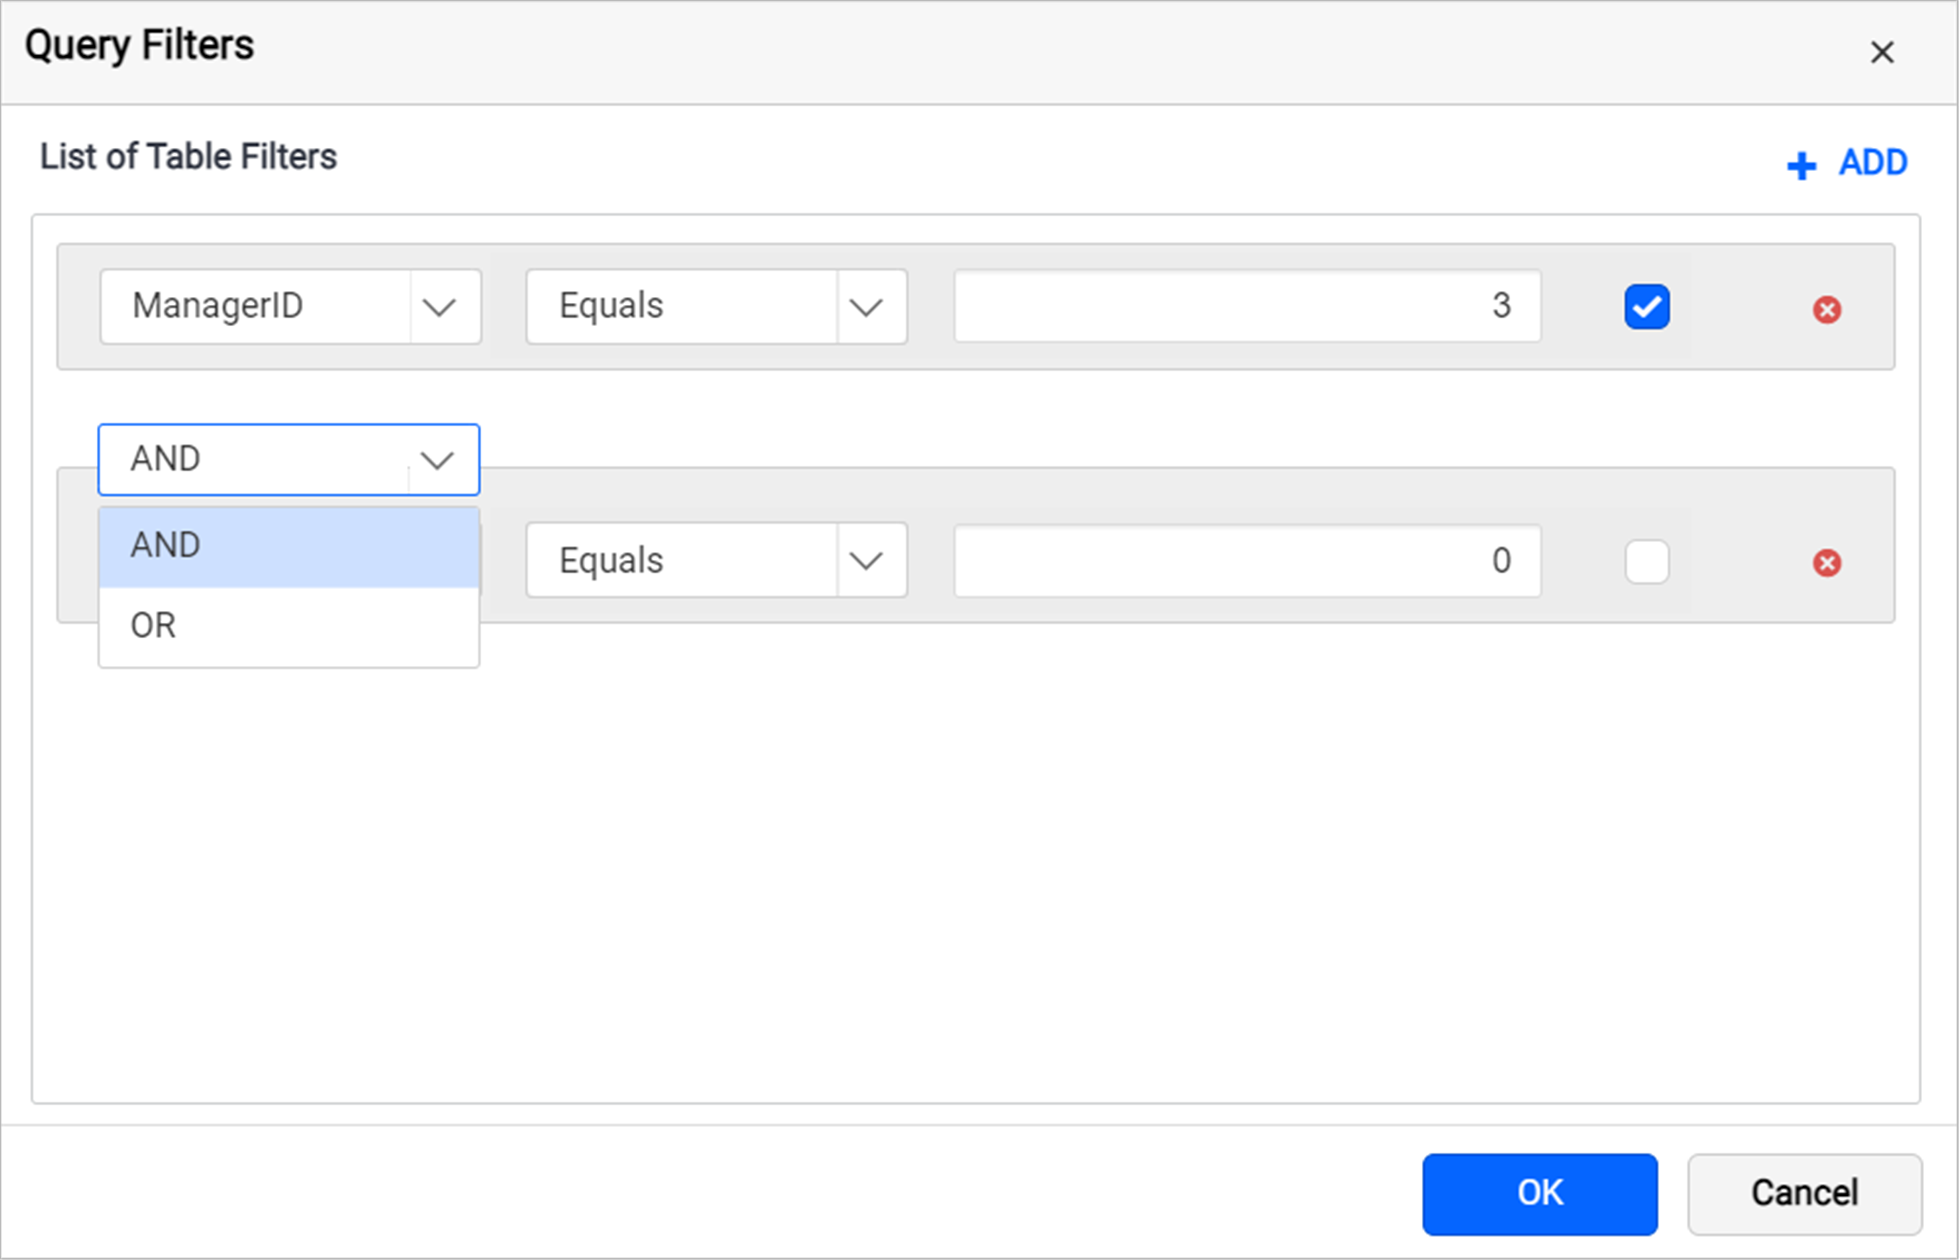 Query Filters
List of Table Filters
ADD
ManagerID
Equals
3
AND
AND
OR
Equals
0
OK
Cancel